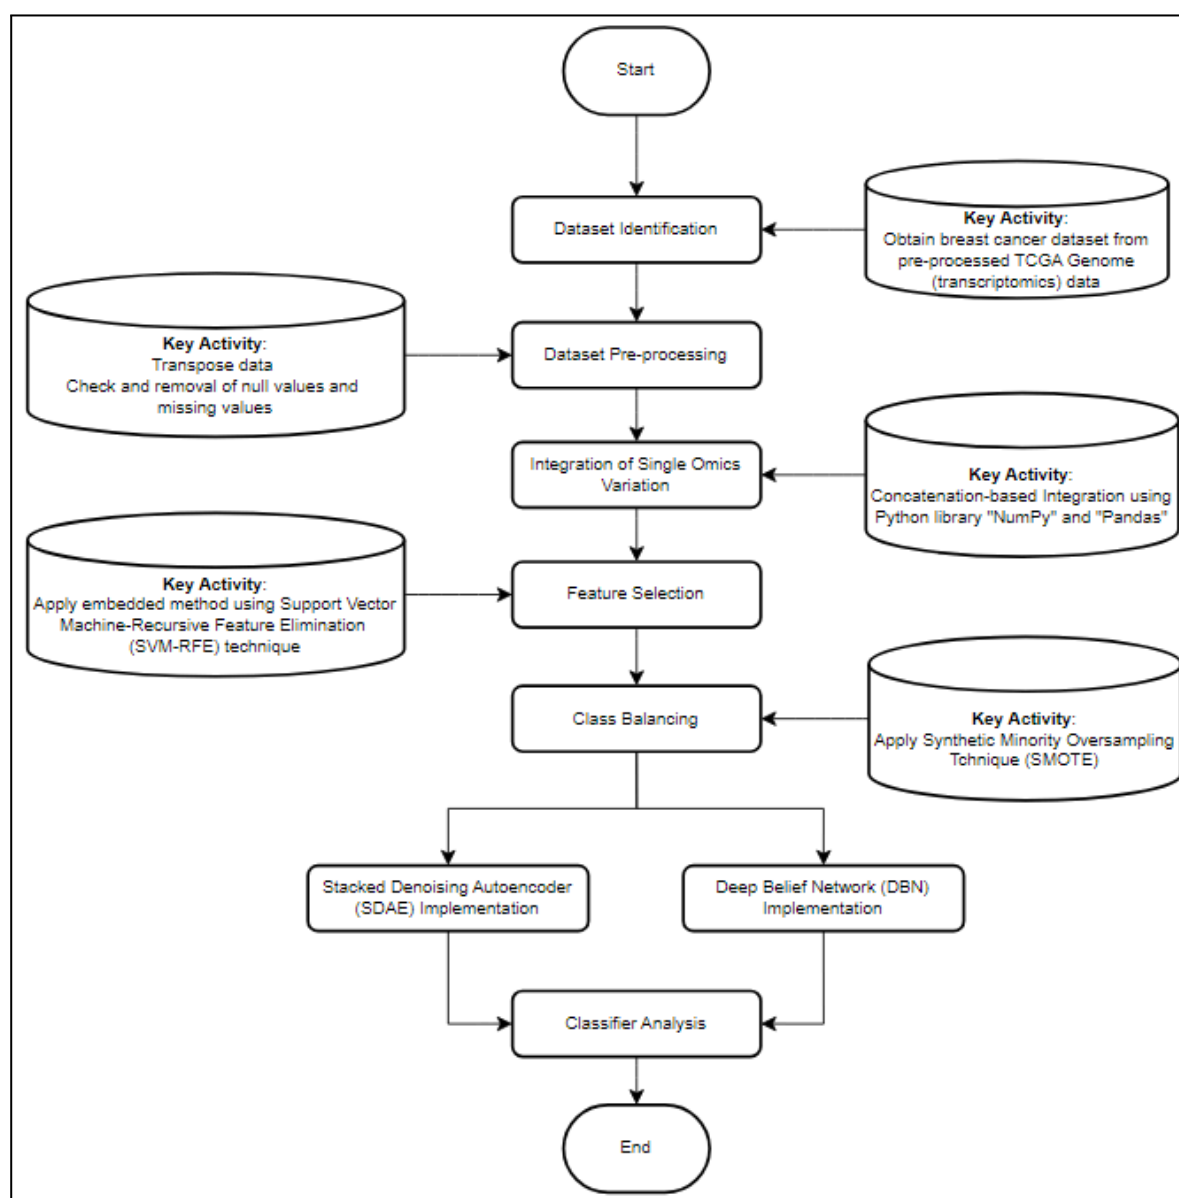 Start
Dataset Identification
Key Activity:
Obtain breast cancer dataset from
pre-processed TCGA Genome
(transcriptomics) data
Key Activity:
Transpose data
Check and removal of null values and
missing values
Dataset Pre-processing
Integration of Single Omics
Variation
Key Activity:
Concatenation-based Integration using
Python library "NumPy" and "Pandas"
Key Activity:
Apply embedded method using Support Vector
Machine-Recursive Feature Elimination
(SVM-RFE) technique
Feature Selection
Class Balancing
Key Activity:
Apply Synthetic Minority Oversampling
Tchnique (SMOTE)
Stacked Denoising Autoencoder
(SDAE) Implementation
Deep Belief Network (DBN)
Implementation
Classifier Analysis
End